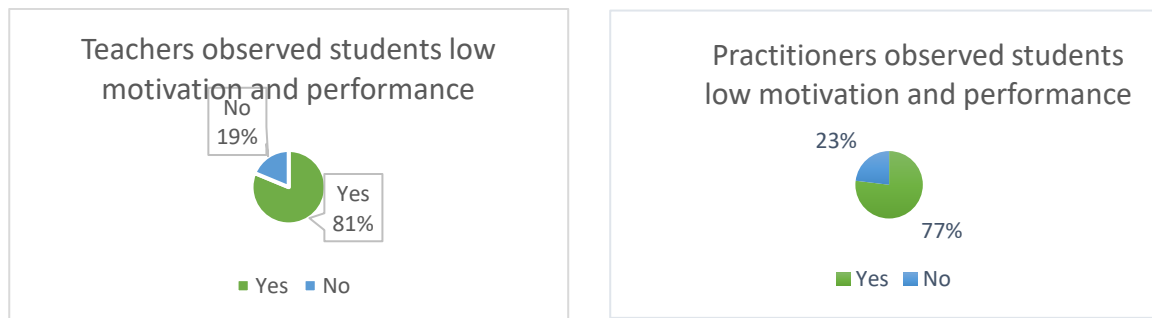 Teachers observed students low
motivation and performance
No
19%
Yes
81%
Yes No
Practitioners observed students
low motivation and performance
23%
77%
Yes No